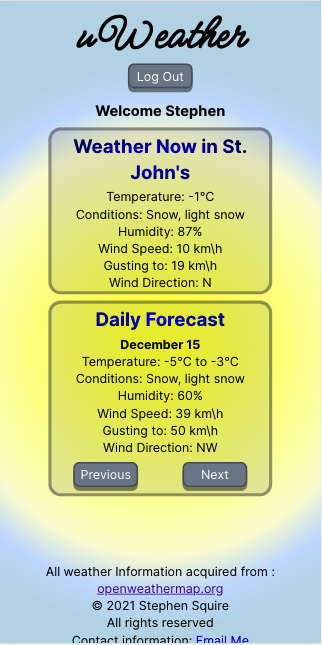 uWeather
Log Out
Welcome Stephen
Weather Now in St.
John's
Temperature: -1°C
Conditions: Snow, light snow
Humidity: 87%
Wind Speed: 10 km\h
Gusting to: 19 km\h
Wind Direction: N
Daily Forecast
December 15
Temperature: -5°C to -3°C
Conditions: Snow, light snow
Humidity: 60%
Wind Speed: 39 km\h
Gusting to: 50 km\h
Wind Direction: NW
Previous Next
All weather Information acquired from :
openweathermap.org
© 2021 Stephen Squire
All rights reserved
Contact information: Email Me